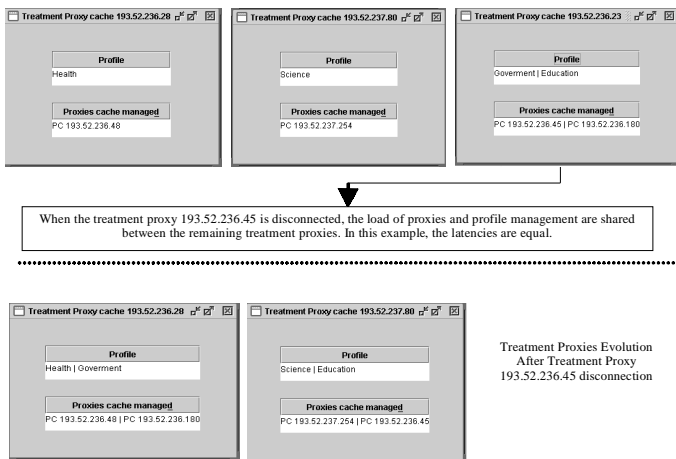 Treatment Proxy cache 193.52.236.28
Profile
Health
Proxies cache managed
PC 193.52.236.48
Treatment Proxy cache 193.52.237.80
Profile
Science
Proxies cache managed
PC 193.52.237.254
Treatment Proxy cache 193.52.236.23
Profile
Goverment | Education
Proxies cache managed
PC 193.52.236.45 | PC 193.52.236.180
When the treatment proxy 193.52.236.45 is disconnected, the load of proxies and profile management are shared
between the remaining treatment proxies. In this example, the latencies are equal.
Treatment Proxy cache 193.52.236.28
Profile
Health | Goverment
Proxies cache managed
PC 193.52.236.48 | PC 193.52.236.180
Treatment Proxy cache 193.52.237.80
Profile
Science | Education
Proxies cache managed
PC 193.52.237.254 | PC 193.52.236.45
Treatment Proxies Evolution
After Treatment Proxy
193.52.236.45 disconnection